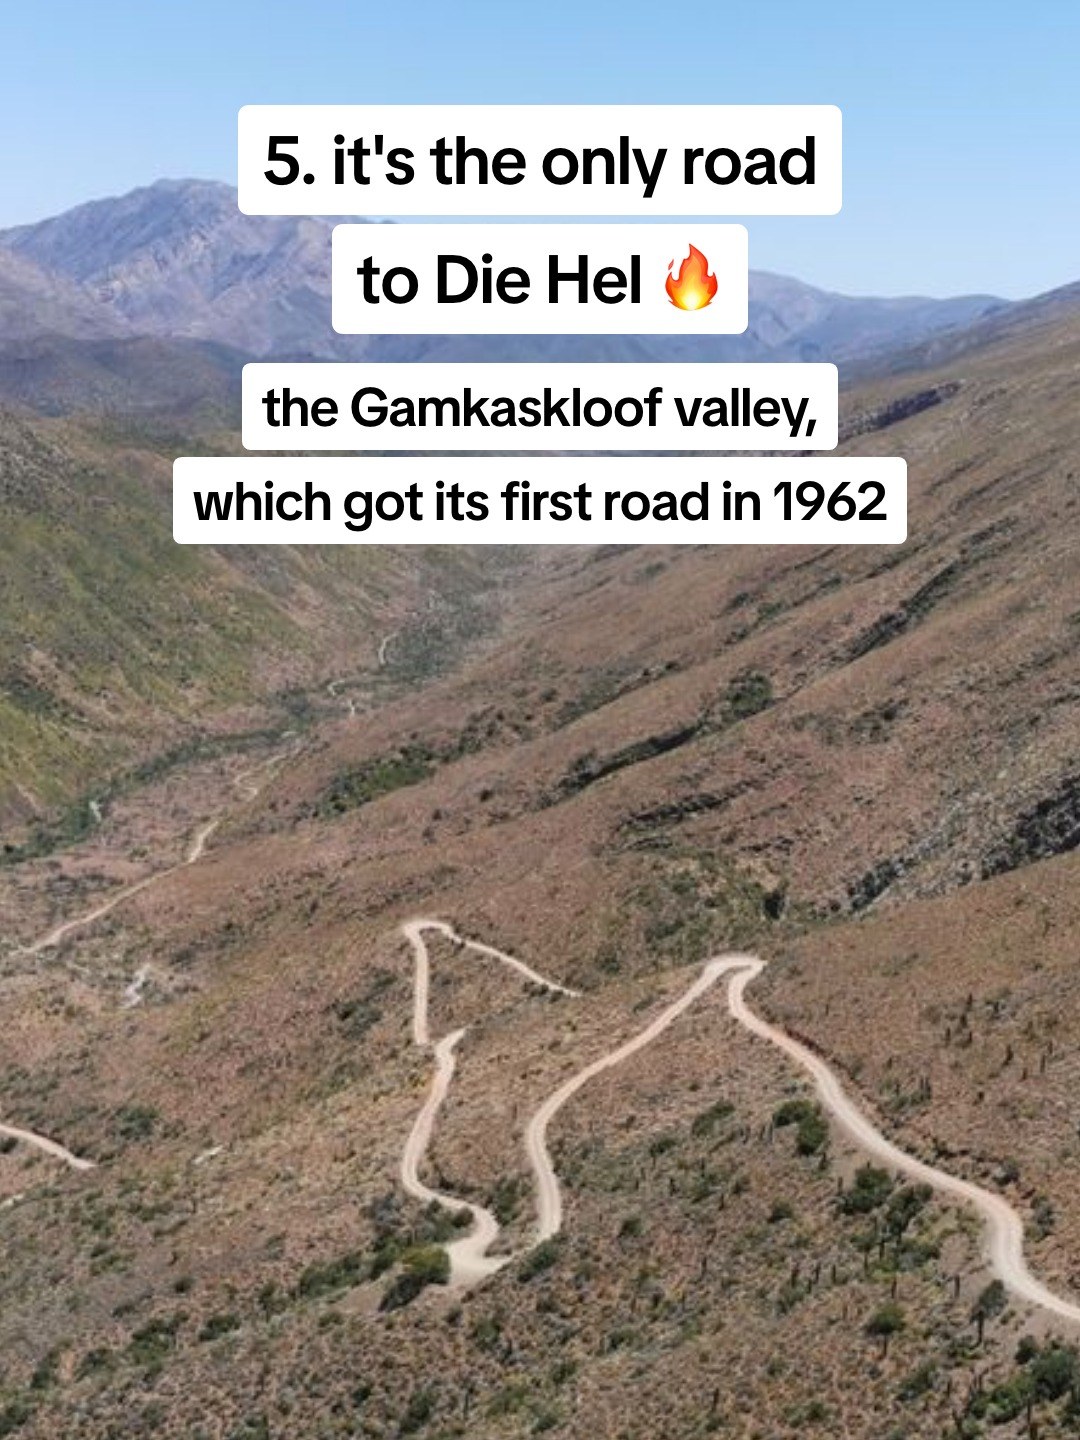 5. it's the only road
to Die Hel 🔥
the Gamkaskloof valley,
which got its first road in 1962